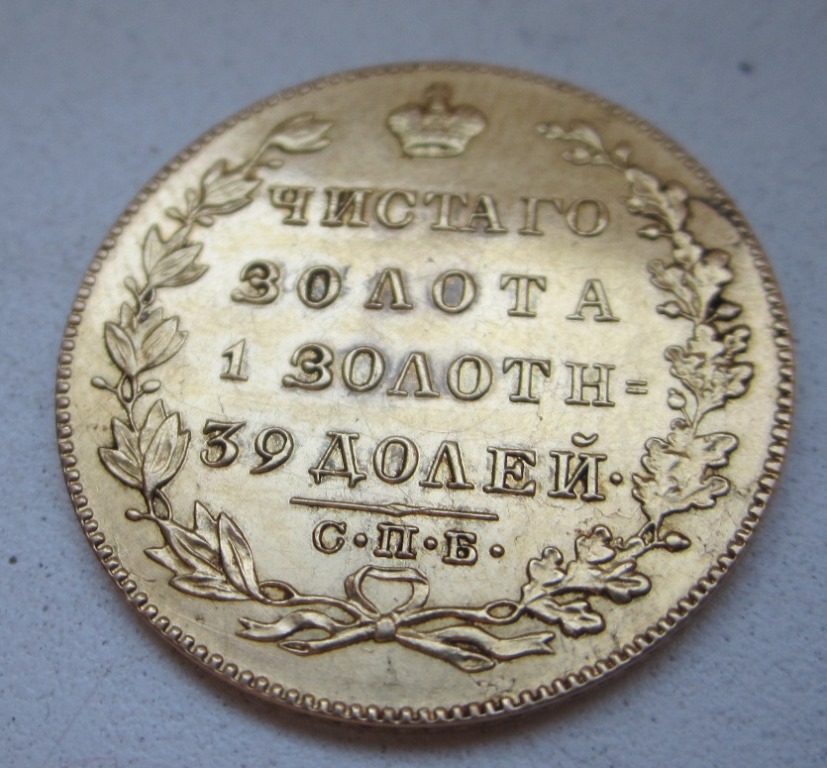 ЧИСТАГО
ЗОЛОТА
1 ЗОЛОТН=
39 ДОЛЕЙ·
С·П·Б·